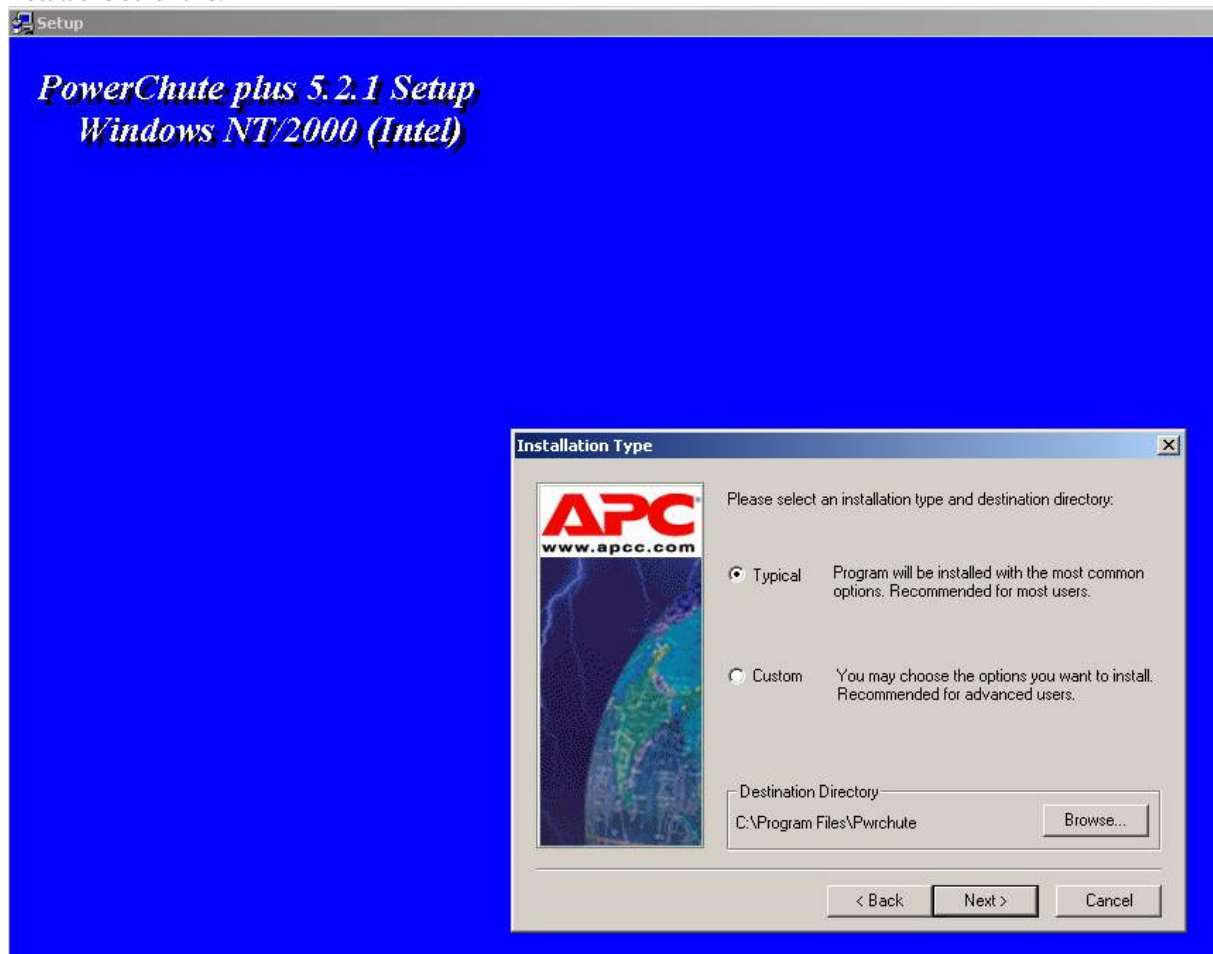 Setup
PowerChute plus 5.2.1 Setup
Windows NT/2000 (Intel)
Installation Type
APC
www.apcc.com
Please select an installation type and destination directory:
Typical
Program will be installed with the most common
options. Recommended for most users.
Custom
You may choose the options you want to install.
Recommended for advanced users.
Destination Directory
C:\Program Files\Pwrchute
Browse...
< Back
Next >
Cancel